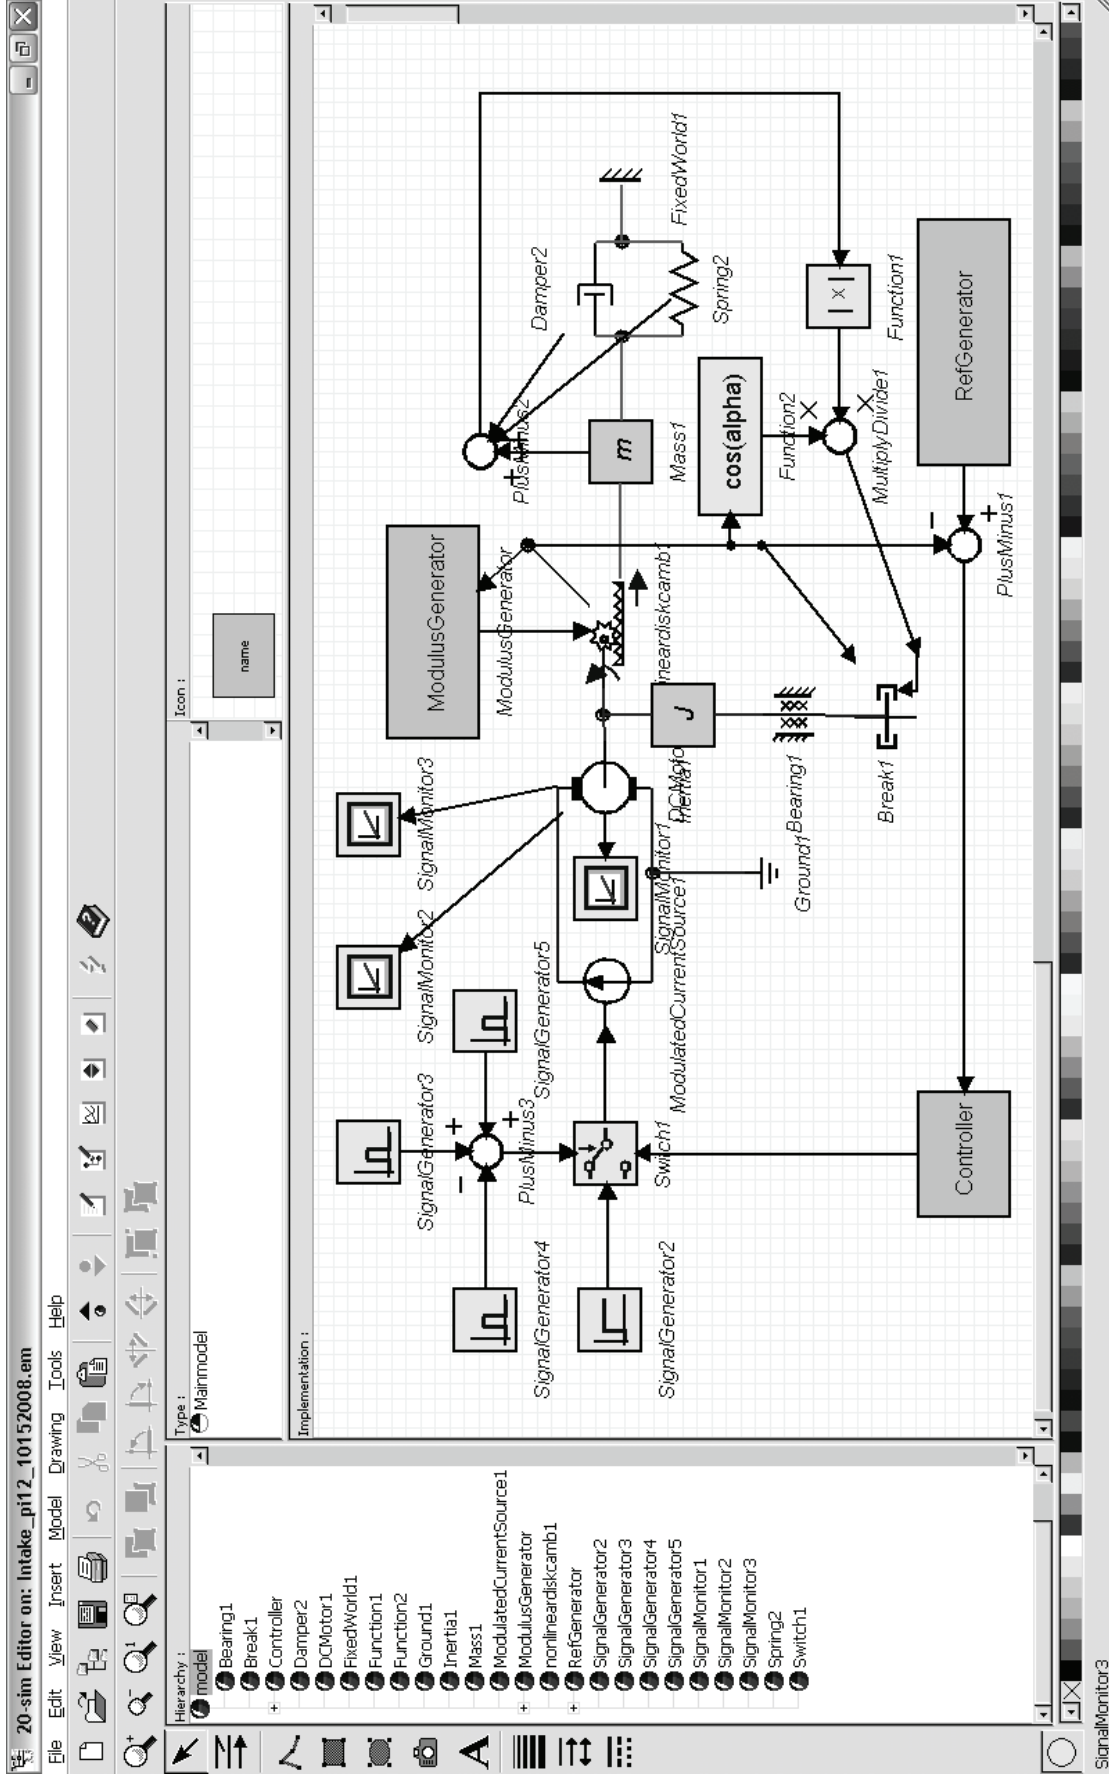 20-sim Editor on: Intake_pi12_10152008.em
File Edit View Insert Model Drawing Tools Help
Hierarchy :
model
Bearing1
Break1
Controller
Damper2
DCMotor1
FixedWorld1
Function1
Function2
Ground1
Inertia1
Mass1
ModulatedCurrentSource1
ModulusGenerator
nonlineardiskcamb1
RefGenerator
SignalGenerator2
SignalGenerator3
SignalGenerator4
SignalGenerator5
SignalMonitor1
SignalMonitor2
SignalMonitor3
Spring2
Switch1
Type :
Mainmodel
Icon :
name
Implementation :
SignalGenerator3
SignalMonitor2
SignalMonitor3
ModulusGenerator
ModulusGenerator
PlusMinus2
Damper2
SignalGenerator4
PlusMinus3
SignalGenerator5
SignalGenerator2
Switch1
ModulatedCurrentSource1
SignalMonitor1
DCMoto
Inertia1
J
lineardiskcamb1
m
Mass1
Spring2
FixedWorld1
cos(alpha)
Function2
Ground1
Bearing1
Break1
MultiplyDivide1
| x |
Function1
Controller
PlusMinus1
RefGenerator
SignalMonitor3